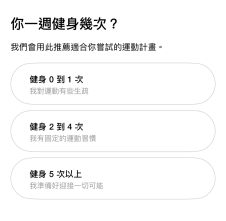 你一週健身幾次？
我們會用此推薦適合你嘗試的運動計畫。
健身 0 到 1 次
我對運動有些生疏
健身 2 到 4 次
我有固定的運動習慣
健身 5 次以上
我準備好迎接一切可能